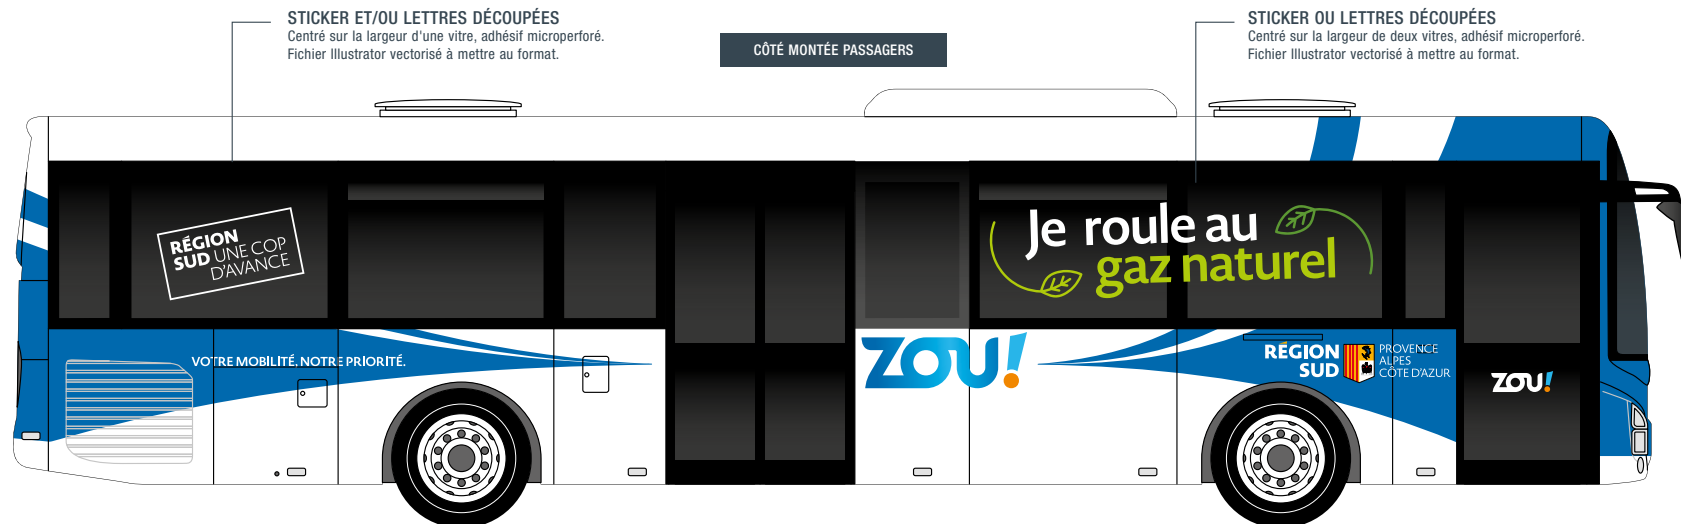 STICKER ET/OU LETTRES DÉCOUPÉES
Centré sur la largeur d'une vitre, adhésif microperforé.
Fichier Illustrator vectorisé à mettre au format.
CÔTÉ MONTÉE PASSAGERS
STICKER OU LETTRES DÉCOUPÉES
Centré sur la largeur de deux vitres, adhésif microperforé.
Fichier Illustrator vectorisé à mettre au format.
RÉGION
SUD UNE COP
D'AVANCE
Je roule au
gaz naturel
VOTRE MOBILITÉ, NOTRE PRIORITÉ.
ZOU!
RÉGION
SUD
PROVENCE
ALPES
CÔTE D'AZUR
ZOU!